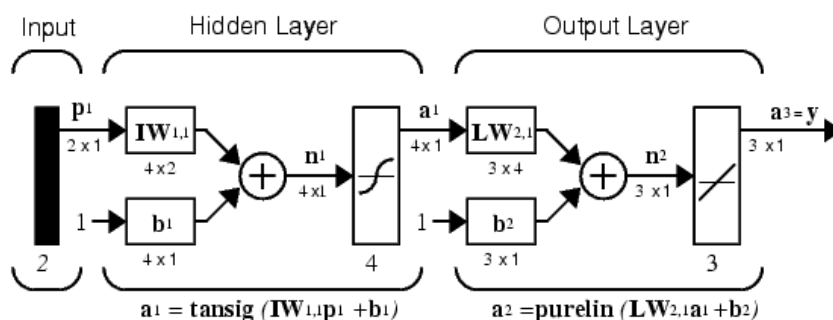 Input Hidden Layer Output Layer
p1 a1 a3 = y
IW1,1 LW2,1
2 x 1 n1 4 x 1 n2 3 x 1
4 x 2 4 x 1 3 x 4 3 x 1
1 b1 1 b2
4 x 1 3 x 1
2 4 3
a1 = tansig (IW1,1p1 + b1) a2 =purelin (LW2,1a1 +b2)